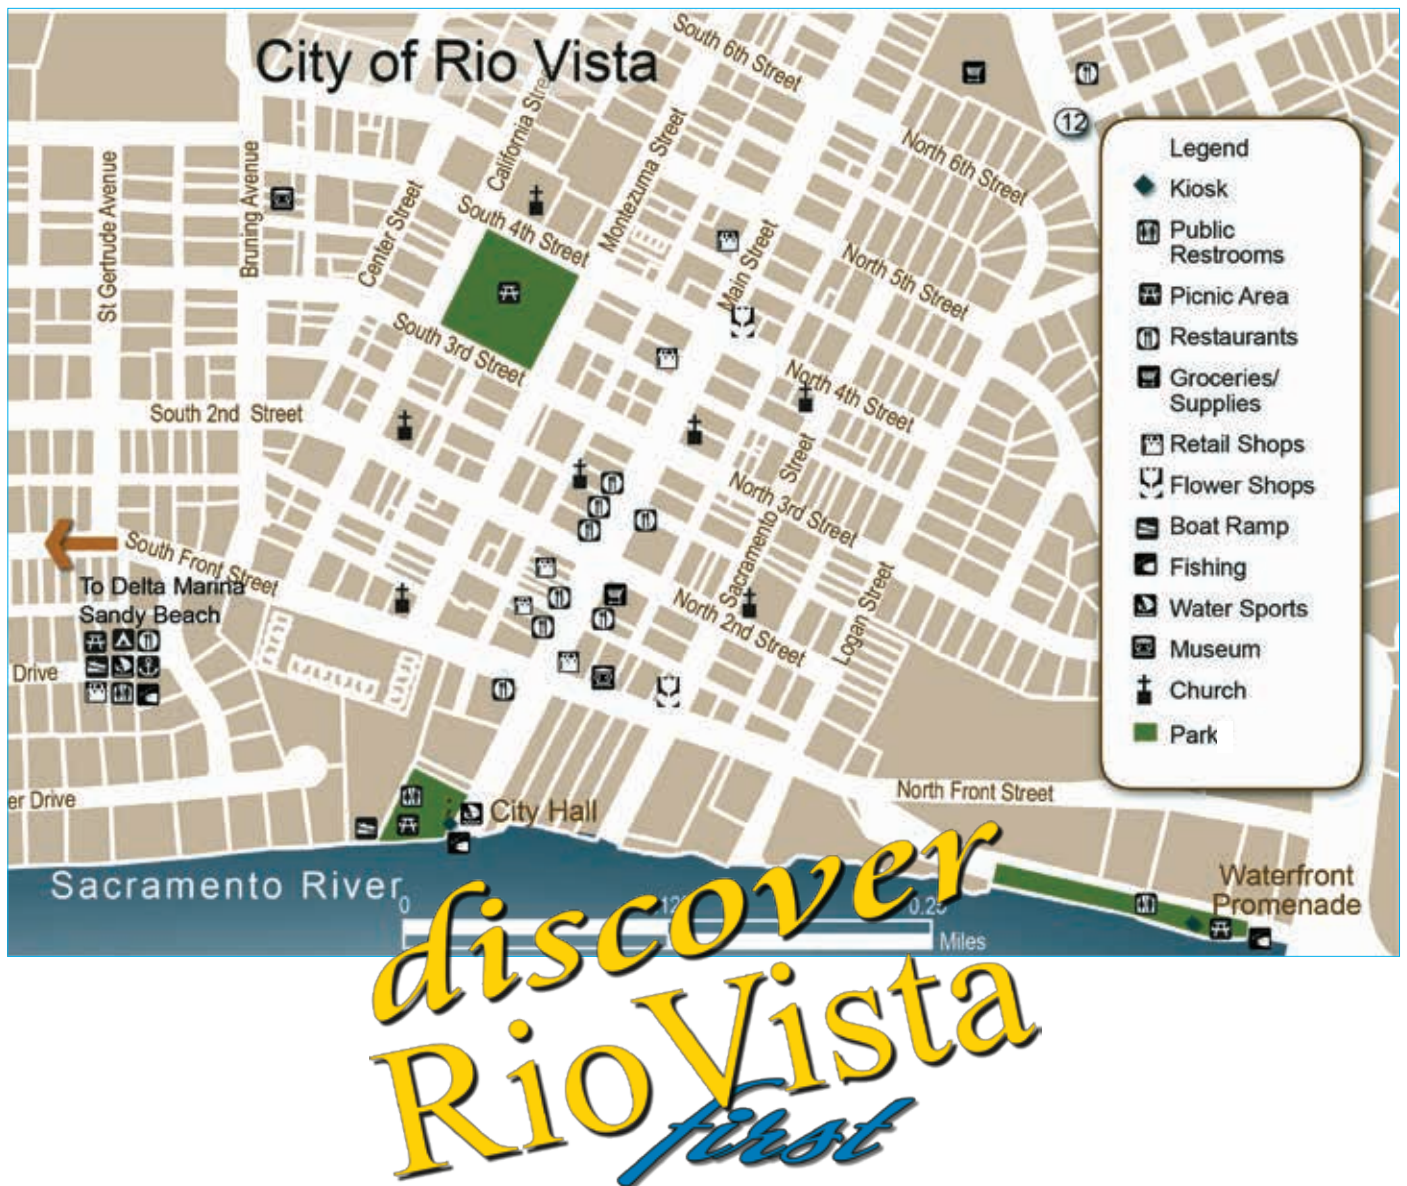 City of Rio Vista
South 6th Street
12
North 6th Street
California Stre
Montezuma Street
St Gertrude Avenue
Bruning Avenue
Center Street
South 4th Street
Main Street
North 5th Street
South 3rd Street
North 4th Street
South 2nd Street
Sacramento Street
North 3rd Street
South Front Street
To Delta Marina
Sandy Beach
North 2nd Street
Logan Street
Drive
er Drive
City Hall
North Front Street
Sacramento River
Waterfront
Promenade
0
12
0.25
Miles
Legend
Kiosk
Public
Restrooms
Picnic Area
Restaurants
Groceries/
Supplies
Retail Shops
Flower Shops
Boat Ramp
Fishing
Water Sports
Museum
Church
Park
discover
Rio Vista
first